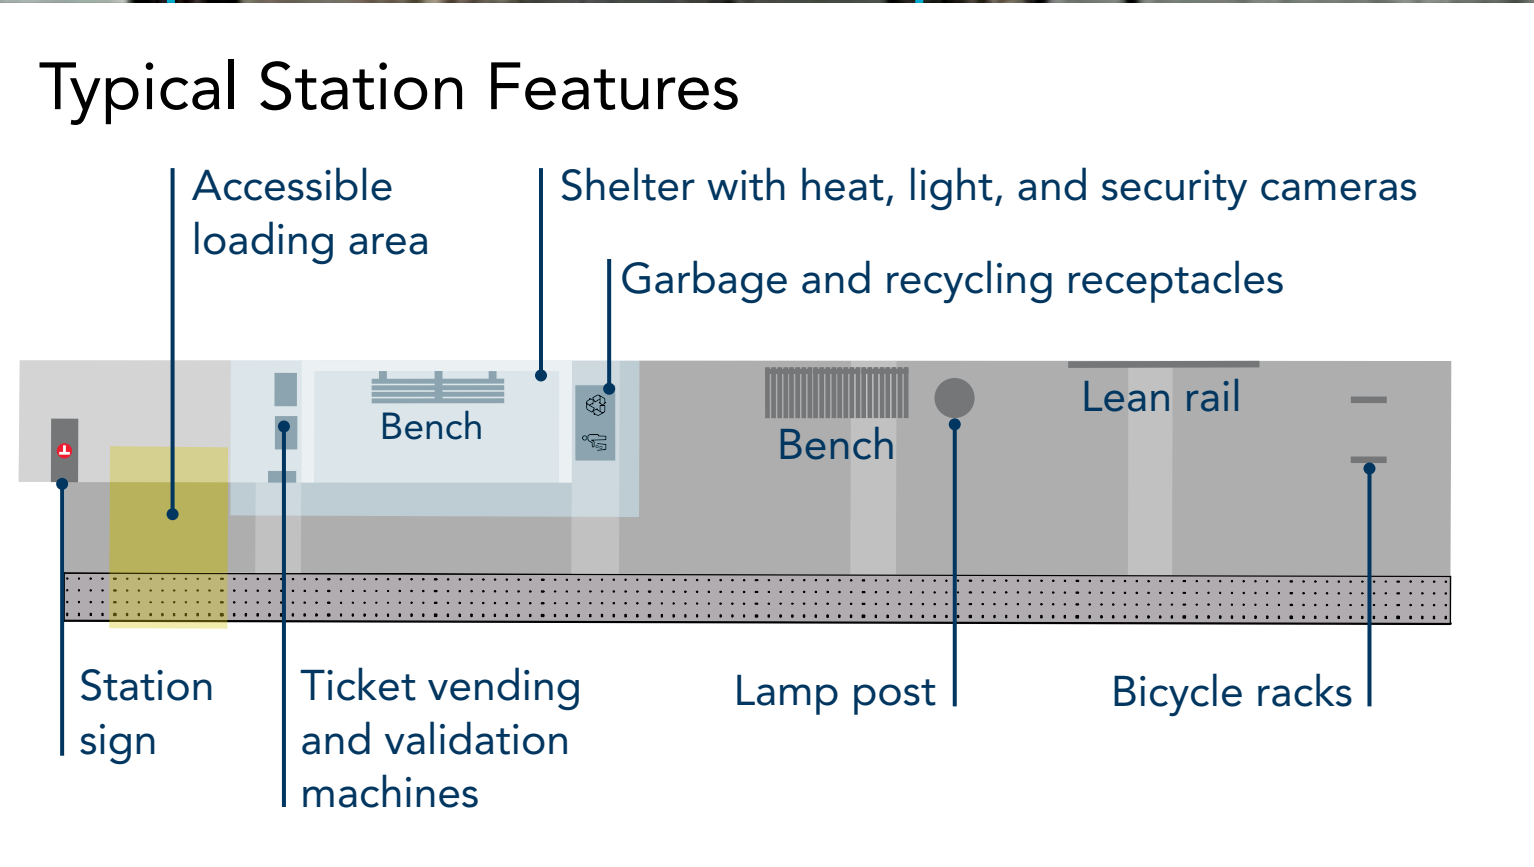 Typical Station Features
Accessible
loading area
Shelter with heat, light, and security cameras
Garbage and recycling receptacles
Bench
Bench
Lean rail
Station
sign
Ticket vending
and validation
machines
Lamp post
Bicycle racks